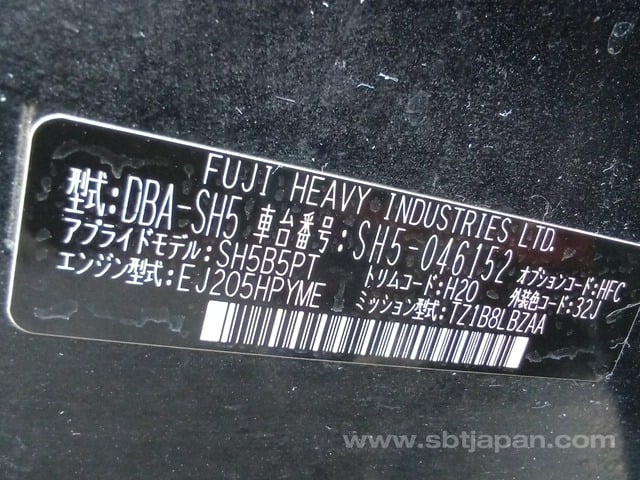 FUJI HEAVY INDUSTRIES LTD.
型式:DBA-SH5 車台番号:SH5-046152
アプライドモデル:SH5B5PT トリムコード:H20 オプションコード:HFC
エンジン型式:EJ205HPYME ミッション型式:TZ1B8LBZAA 外装色コード:32J
www.sbtjapan.com